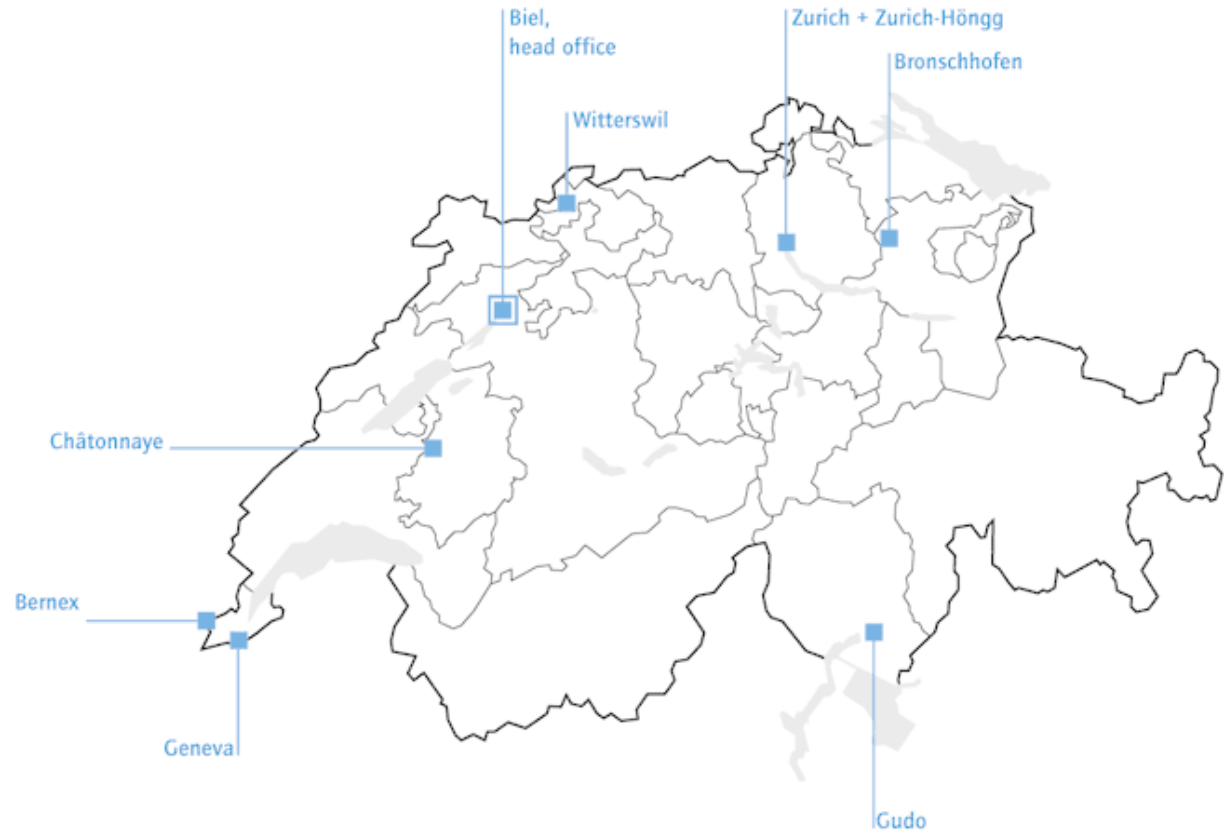 Biel,
head office
Zurich + Zurich-Höngg
Bronschhofen
Witterswil
Châtonnaye
Bernex
Geneva
Gudo